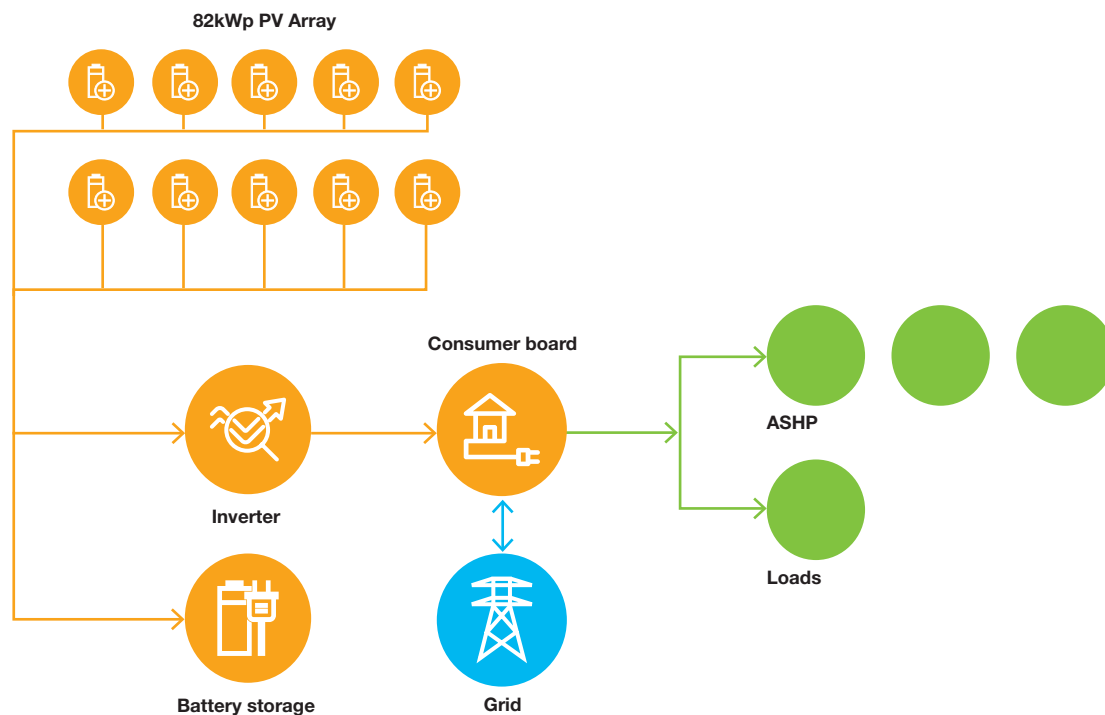 82kWp PV Array
Consumer board
ASHP
Inverter
Loads
Battery storage
Grid